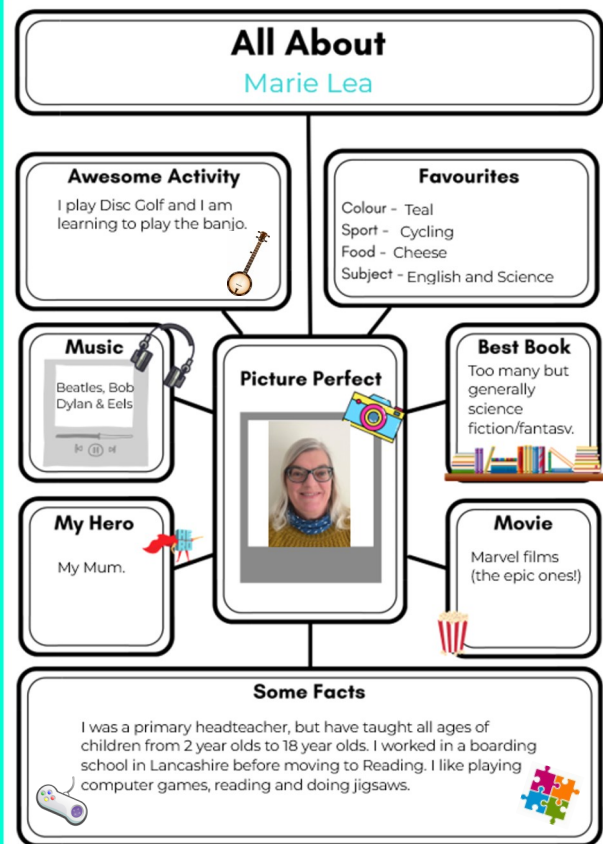 All About
Marie Lea
Awesome Activity
I play Disc Golf and I am
learning to play the banjo.
Favourites
Colour - Teal
Sport - Cycling
Food - Cheese
Subject - English and Science
Music
Beatles, Bob
Dylan & Eels
Picture Perfect
Best Book
Too many but
generally
science
fiction/fantasy.
My Hero
My Mum.
Movie
Marvel films
(the epic ones!)
Some Facts
I was a primary headteacher, but have taught all ages of
children from 2 year olds to 18 year olds. I worked in a boarding
school in Lancashire before moving to Reading. I like playing
computer games, reading and doing jigsaws.